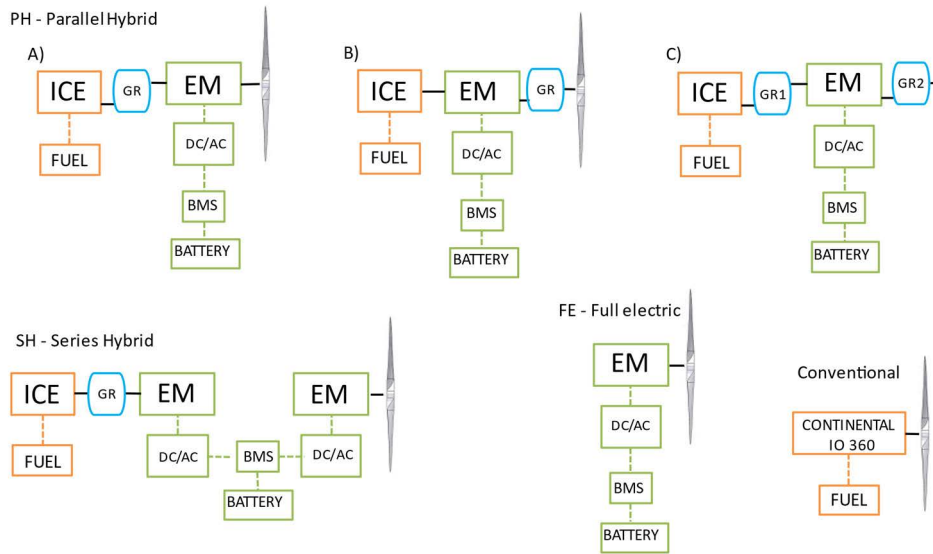 PH - Parallel Hybrid
A)
ICE
GR
EM
DC/AC
FUEL
BMS
BATTERY
B)
ICE
EM
GR
DC/AC
FUEL
BMS
BATTERY
C)
ICE
GR1
EM
GR2
DC/AC
FUEL
BMS
BATTERY
SH - Series Hybrid
ICE
GR
EM
EM
FUEL
DC/AC
BMS
DC/AC
BATTERY
FE - Full electric
EM
DC/AC
BMS
BATTERY
Conventional
CONTINENTAL
IO 360
FUEL